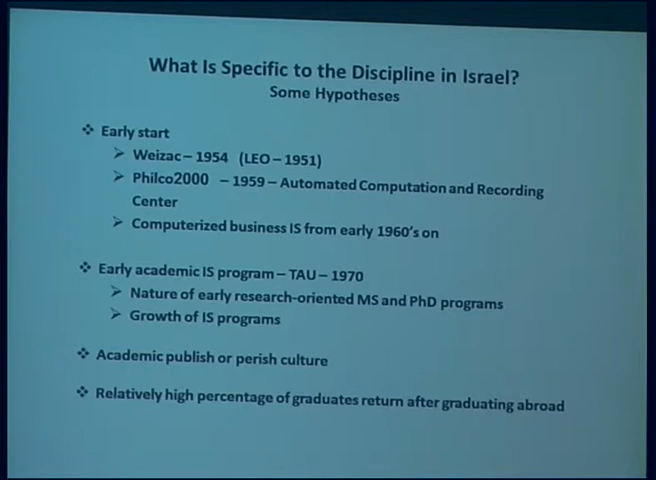 What Is Specific to the Discipline in Israel?
Some Hypotheses
❖ Early start
➢ Weizac – 1954 (LEO – 1951)
➢ Philco2000 – 1959 – Automated Computation and Recording
Center
➢ Computerized business IS from early 1960's on
❖ Early academic IS program – TAU – 1970
➢ Nature of early research-oriented MS and PhD programs
➢ Growth of IS programs
❖ Academic publish or perish culture
❖ Relatively high percentage of graduates return after graduating abroad